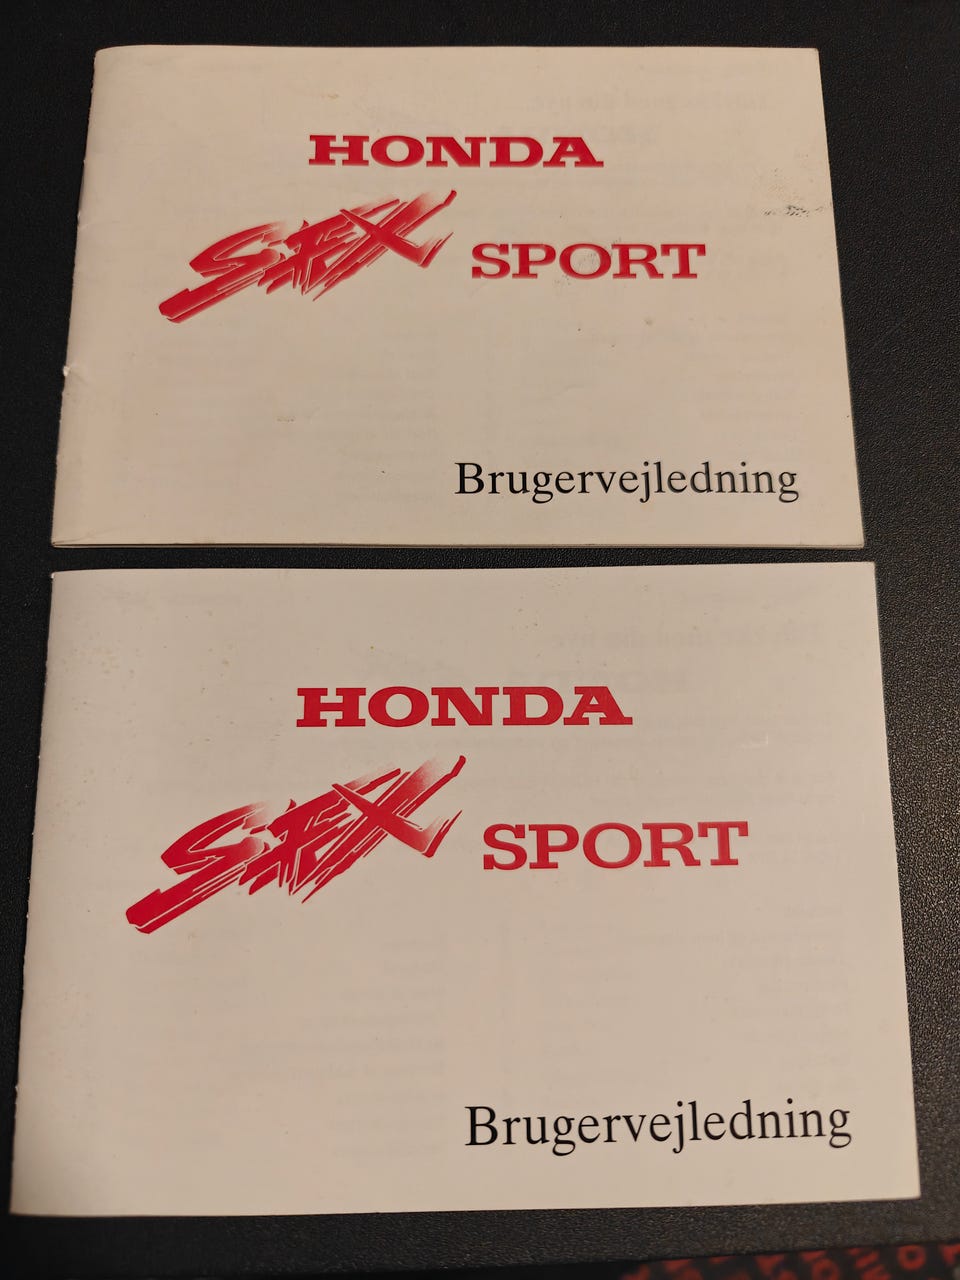 HONDA
SFX SPORT
Brugervejledning
HONDA
SFX SPORT
Brugervejledning